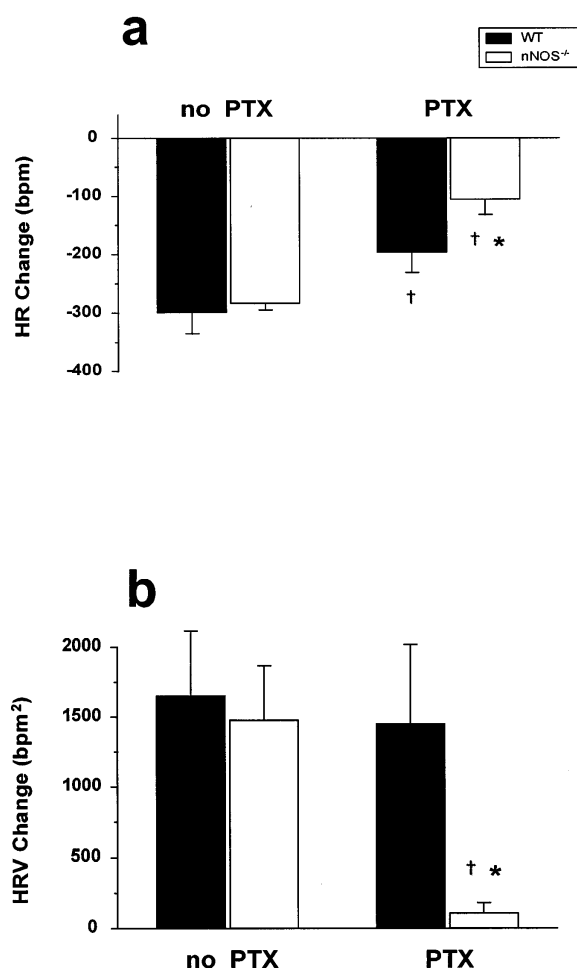 a
WT
nNOS-/-
no PTX PTX
0
-100
-200
-300
-400
HR Change (bpm)
† *
†
b
2000
1500
1000
500
0
HRV Change (bpm²)
† *
no PTX PTX